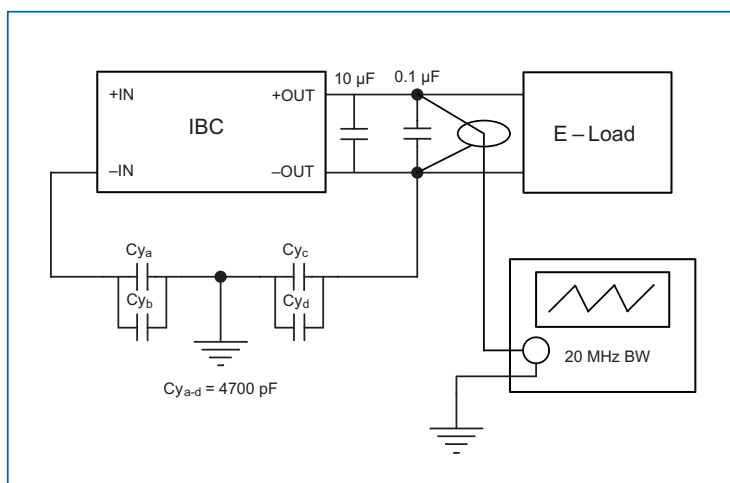 10 µF
0.1 µF
+IN
+OUT
IBC
E – Load
–IN
–OUT
Cya
Cyc
Cyb
Cyd
20 MHz BW
Cya-d = 4700 pF